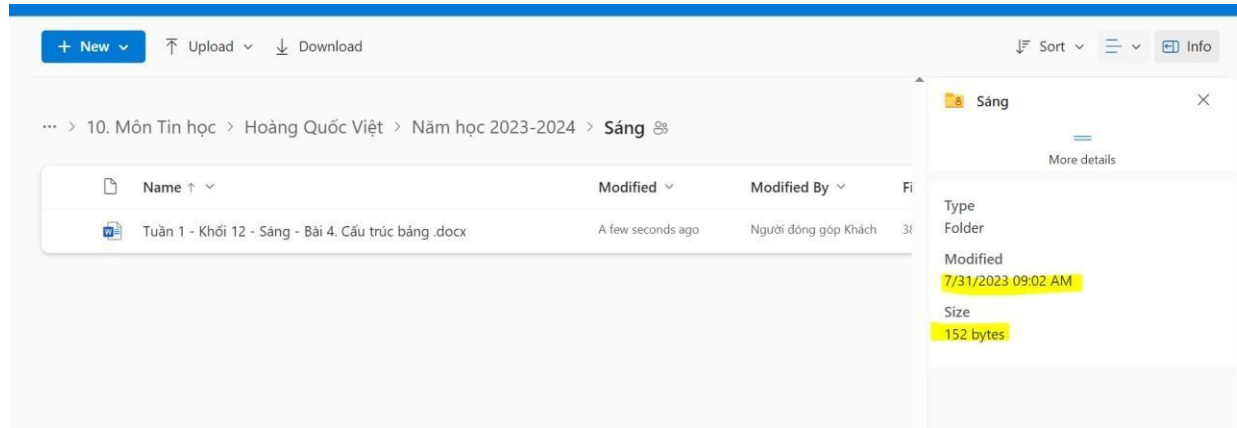 + New Upload Download Sort Info
... > 10. Môn Tin học > Hoàng Quốc Việt > Năm học 2023-2024 > Sáng
Name Modified Modified By Fi
Tuần 1 - Khối 12 - Sáng - Bài 4. Cấu trúc bảng .docx A few seconds ago Người đóng góp Khách 38
Sáng
More details
Type
Folder
Modified
7/31/2023 09:02 AM
Size
152 bytes